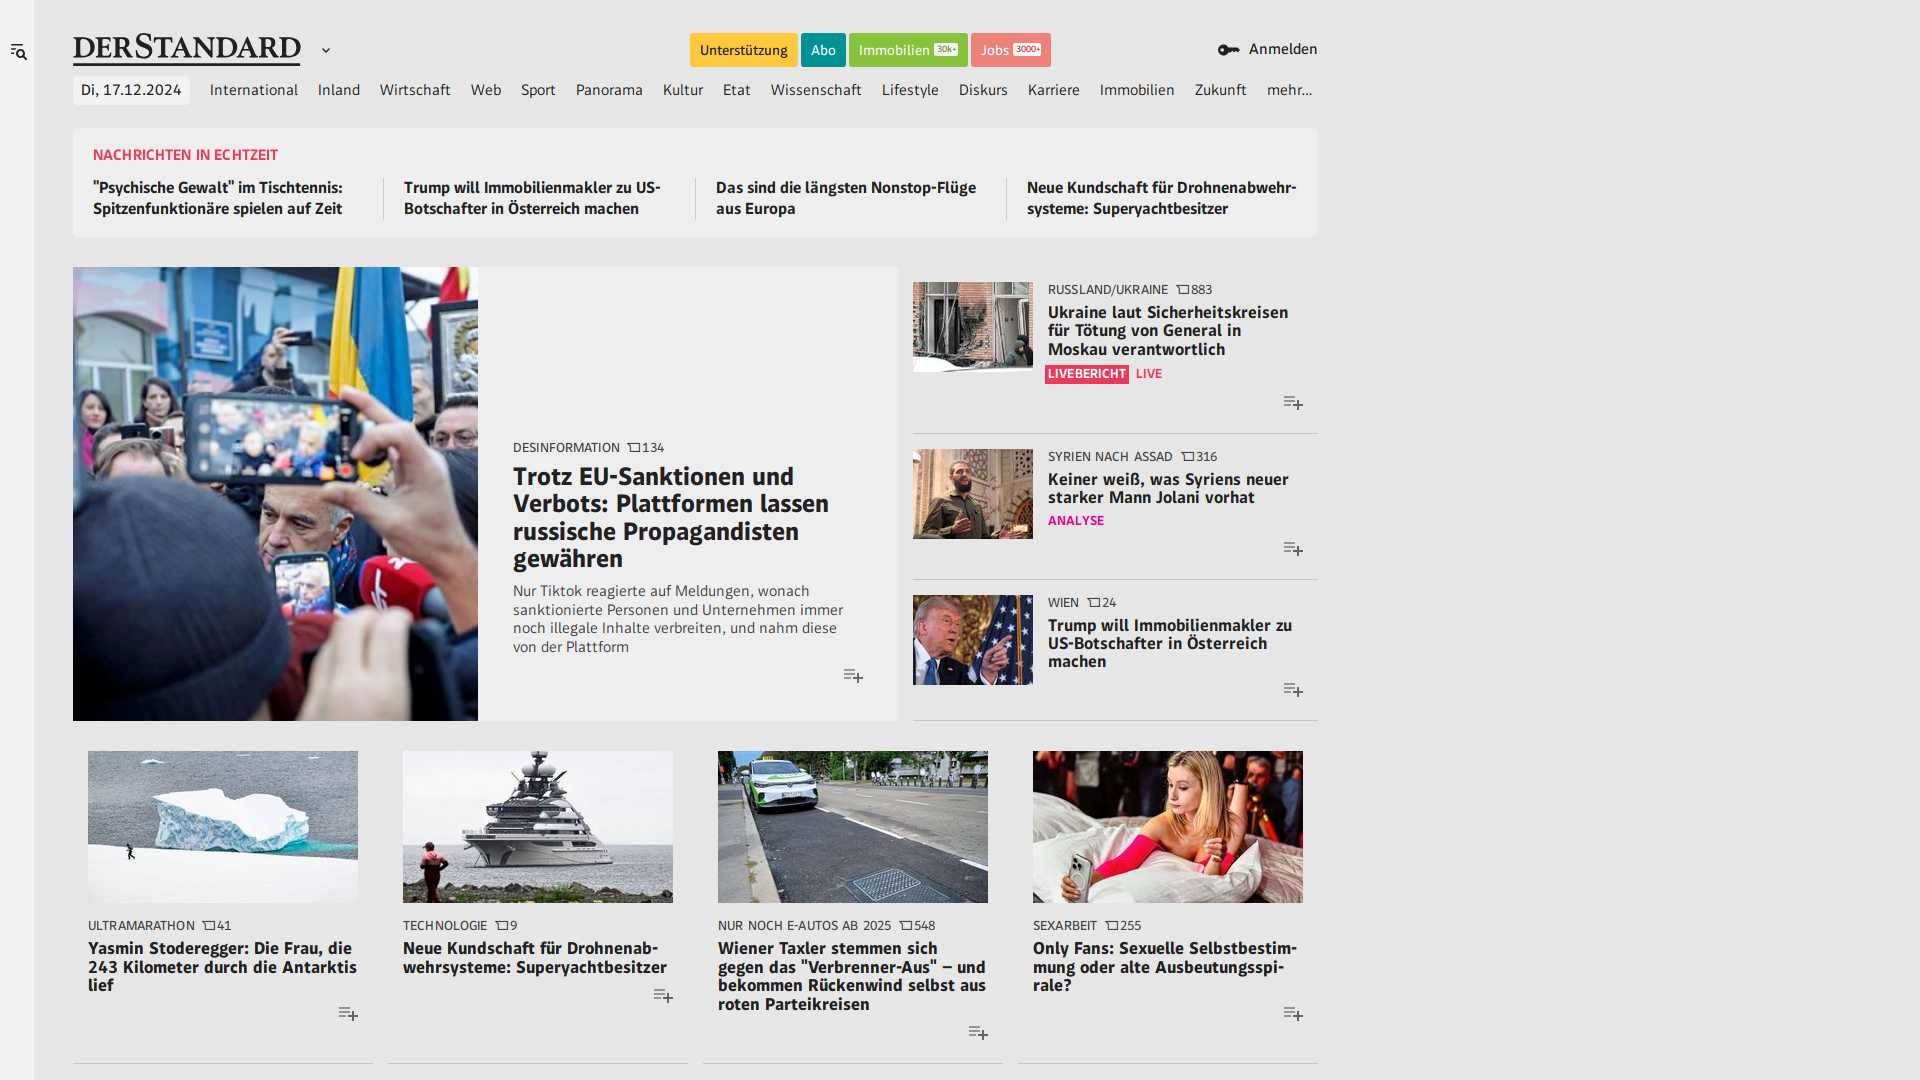 DERSTANDARD
Unterstützung
Abo
Immobilien 30k+
Jobs 3000+
Anmelden
Di, 17.12.2024
International
Inland
Wirtschaft
Web
Sport
Panorama
Kultur
Etat
Wissenschaft
Lifestyle
Diskurs
Karriere
Immobilien
Zukunft
mehr...
NACHRICHTEN IN ECHTZEIT
"Psychische Gewalt" im Tischtennis:
Spitzenfunktionäre spielen auf Zeit
Trump will Immobilienmakler zu US-
Botschafter in Österreich machen
Das sind die längsten Nonstop-Flüge
aus Europa
Neue Kundschaft für Drohnenabwehr-
systeme: Superyachtbesitzer
DESINFORMATION 134
Trotz EU-Sanktionen und
Verbots: Plattformen lassen
russische Propagandisten
gewähren
Nur Tiktok reagierte auf Meldungen, wonach
sanktionierte Personen und Unternehmen immer
noch illegale Inhalte verbreiten, und nahm diese
von der Plattform
RUSSLAND/UKRAINE 883
Ukraine laut Sicherheitskreisen
für Tötung von General in
Moskau verantwortlich
LIVEBERICHT LIVE
SYRIEN NACH ASSAD 316
Keiner weiß, was Syriens neuer
starker Mann Jolani vorhat
ANALYSE
WIEN 24
Trump will Immobilienmakler zu
US-Botschafter in Österreich
machen
ULTRAMARATHON 41
Yasmin Stoderegger: Die Frau, die
243 Kilometer durch die Antarktis
lief
TECHNOLOGIE 9
Neue Kundschaft für Drohnenab-
wehrsysteme: Superyachtbesitzer
NUR NOCH E-AUTOS AB 2025 548
Wiener Taxler stemmen sich
gegen das "Verbrenner-Aus" – und
bekommen Rückenwind selbst aus
roten Parteikreisen
SEXARBEIT 255
Only Fans: Sexuelle Selbstbestim-
mung oder alte Ausbeutungsspi-
rale?